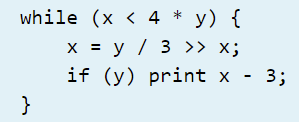 while (x < 4 * y) {
    x = y / 3 >> x;
    if (y) print x - 3;
}